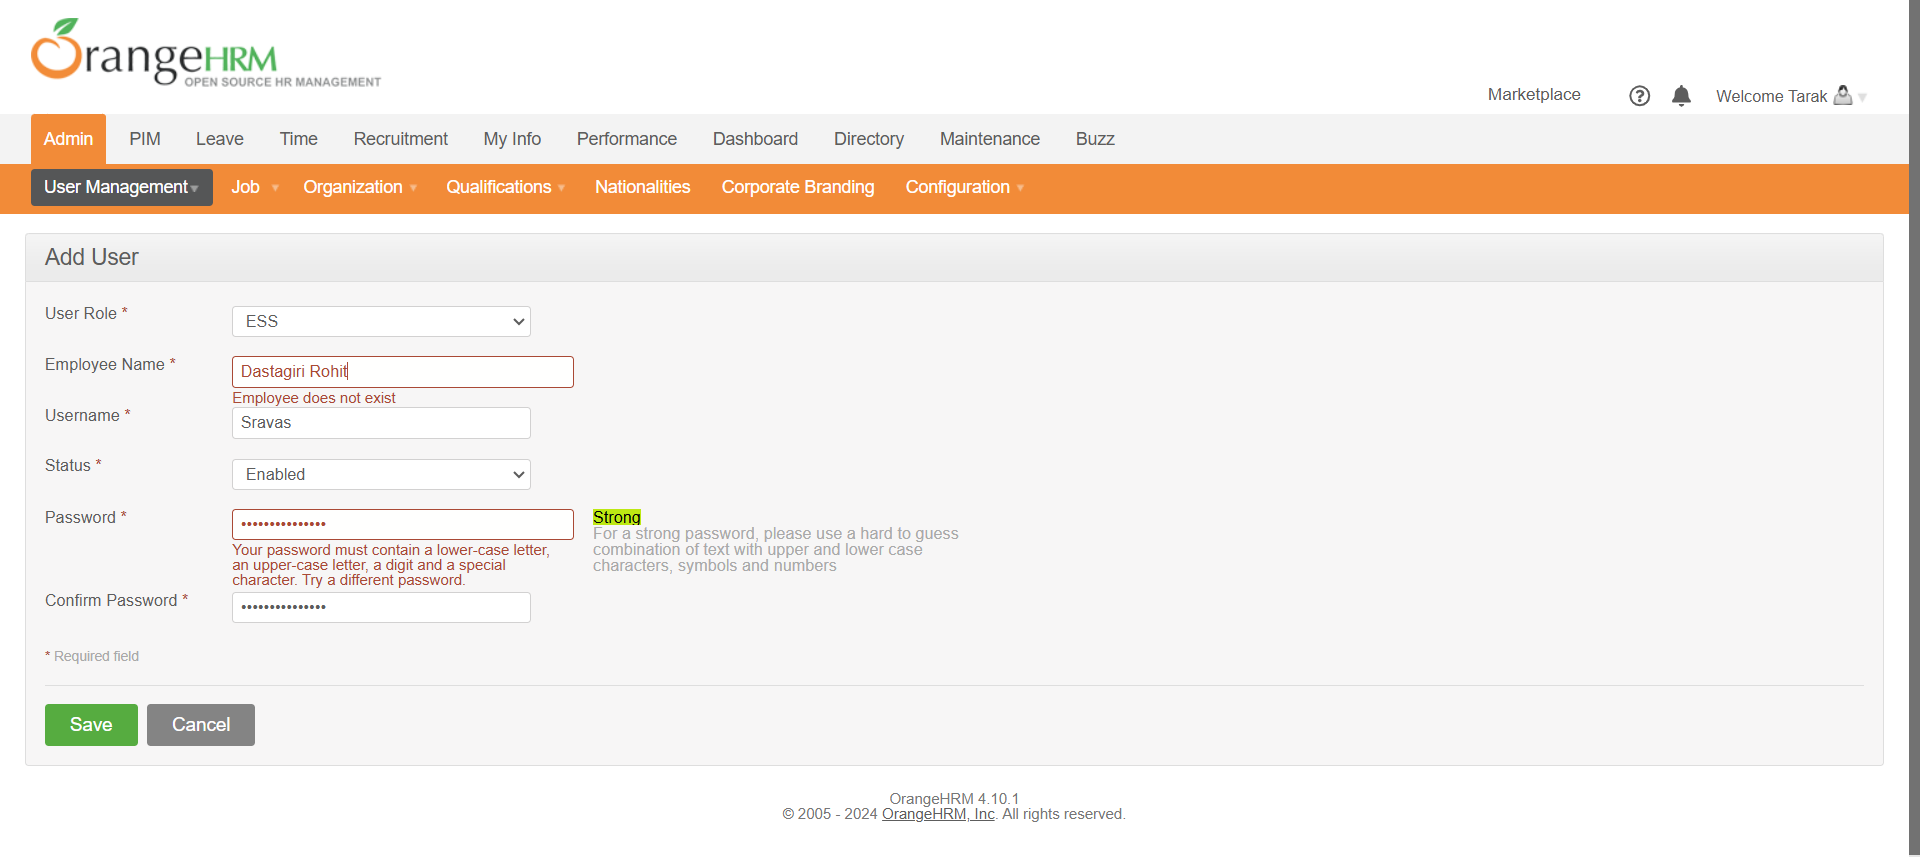 OrangeHRM
OPEN SOURCE HR MANAGEMENT
Marketplace
Welcome Tarak
Admin PIM Leave Time Recruitment My Info Performance Dashboard Directory Maintenance Buzz
User Management Job Organization Qualifications Nationalities Corporate Branding Configuration
Add User
User Role *
ESS
Employee Name *
Dastagiri Rohit
Employee does not exist
Username *
Sravas
Status *
Enabled
Password *
•••••••••••••••
Your password must contain a lower-case letter,
an upper-case letter, a digit and a special
character. Try a different password.
Strong
For a strong password, please use a hard to guess
combination of text with upper and lower case
characters, symbols and numbers
Confirm Password *
•••••••••••••••
* Required field
Save Cancel
OrangeHRM 4.10.1
© 2005 - 2024 OrangeHRM, Inc. All rights reserved.